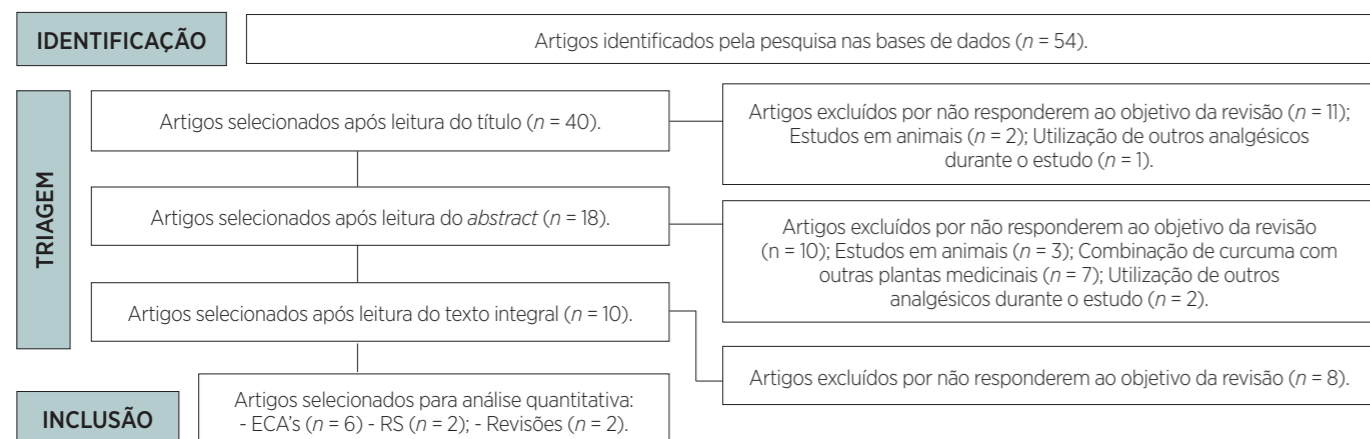 IDENTIFICAÇÃO
Artigos identificados pela pesquisa nas bases de dados (n = 54).
TRIAGEM
Artigos selecionados após leitura do título (n = 40).
Artigos excluídos por não responderem ao objetivo da revisão (n = 11);
Estudos em animais (n = 2); Utilização de outros analgésicos
durante o estudo (n = 1).
Artigos selecionados após leitura do abstract (n = 18).
Artigos excluídos por não responderem ao objetivo da revisão
(n = 10); Estudos em animais (n = 3); Combinação de curcuma com
outras plantas medicinais (n = 7); Utilização de outros
analgésicos durante o estudo (n = 2).
Artigos selecionados após leitura do texto integral (n = 10).
Artigos excluídos por não responderem ao objetivo da revisão (n = 8).
INCLUSÃO
Artigos selecionados para análise quantitativa:
- ECA's (n = 6) - RS (n = 2); - Revisões (n = 2).